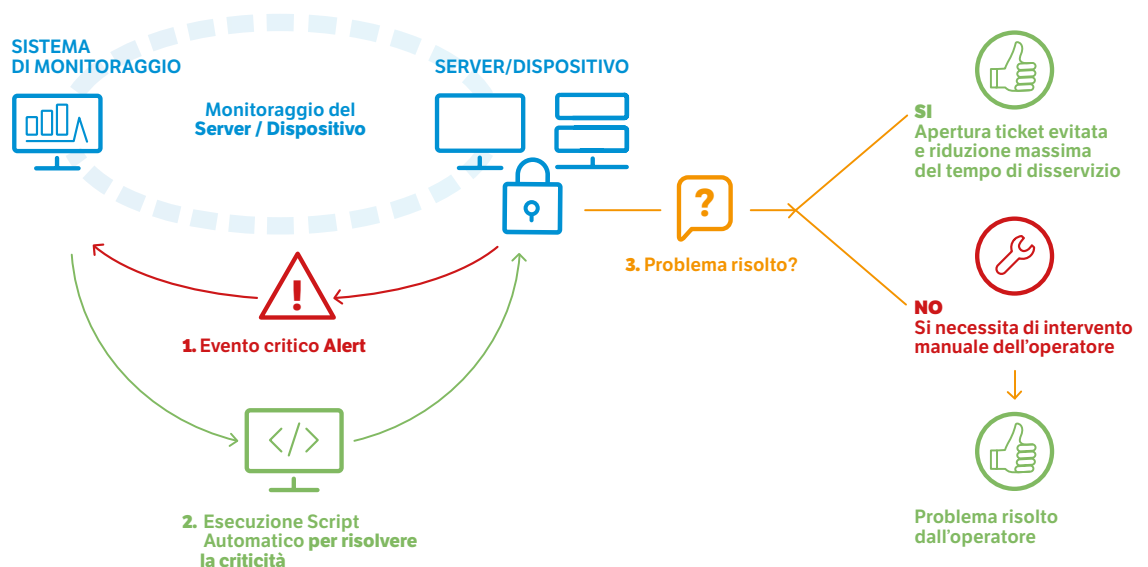 SISTEMA
DI MONITORAGGIO
Monitoraggio del
Server / Dispositivo
SERVER/DISPOSITIVO
1. Evento critico Alert
2. Esecuzione Script
Automatico per risolvere
la criticità
?
3. Problema risolto?
SI
Apertura ticket evitata
e riduzione massima
del tempo di disservizio
NO
Si necessita di intervento
manuale dell'operatore
Problema risolto
dall'operatore
!
</>